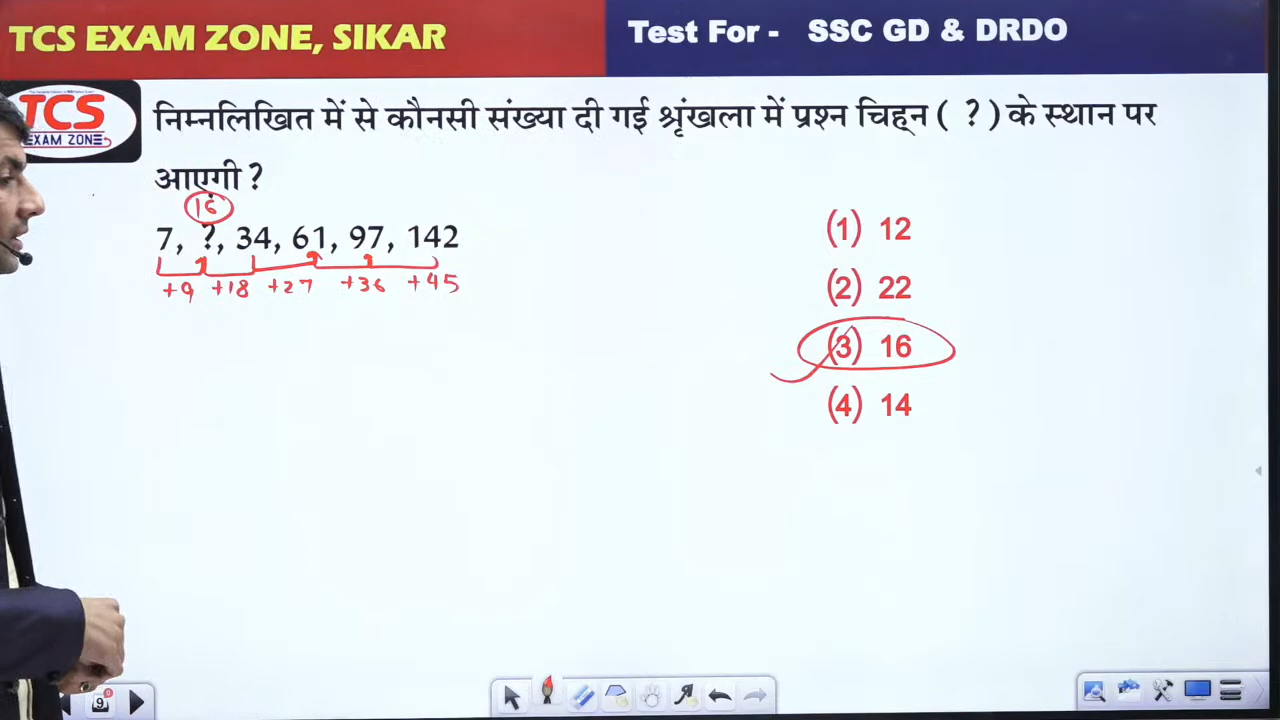 TCS EXAM ZONE, SIKAR
Test For - SSC GD & DRDO
TCS
EXAM ZONE
निम्नलिखित में से कौनसी संख्या दी गई श्रृंखला में प्रश्न चिह्न ( ? ) के स्थान पर
आएगी ?
16
7, ?, 34, 61, 97, 142
+9 +18 +27 +36 +45
(1) 12
(2) 22
(3) 16
(4) 14
9